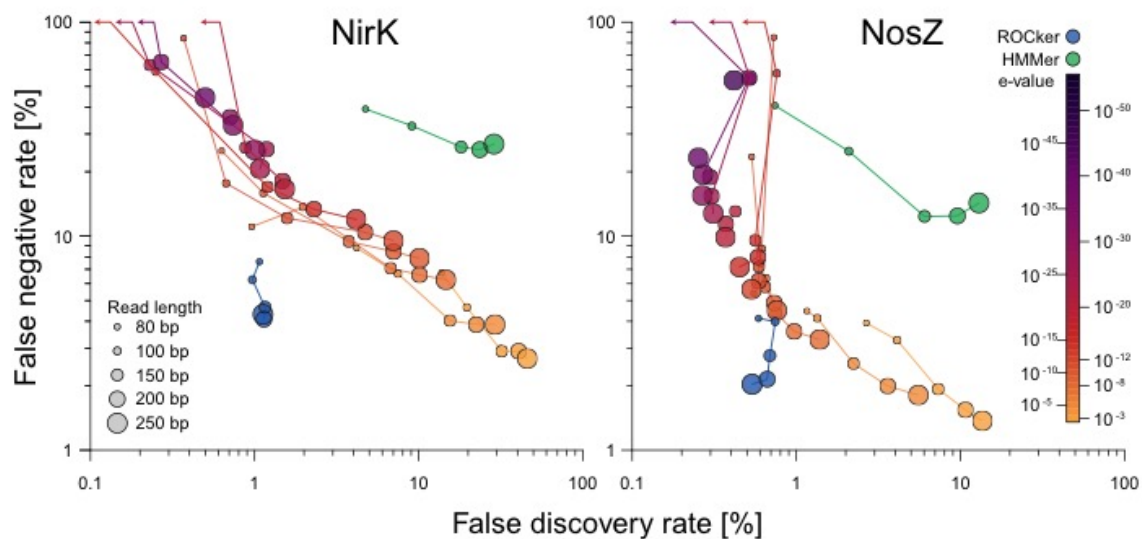 NirK
NosZ
ROCker
HMMer
e-value
100
10
1
100
10
1
False negative rate [%]
Read length
80 bp
100 bp
150 bp
200 bp
250 bp
10⁻⁵⁰
10⁻⁴⁵
10⁻³⁵
10⁻³⁰
10⁻²⁵
10⁻²⁰
10⁻¹⁵
10⁻¹²
10⁻⁸
10⁻⁵
10⁻³
0.1 1 10 100
0.1 1 10 100
False discovery rate [%]